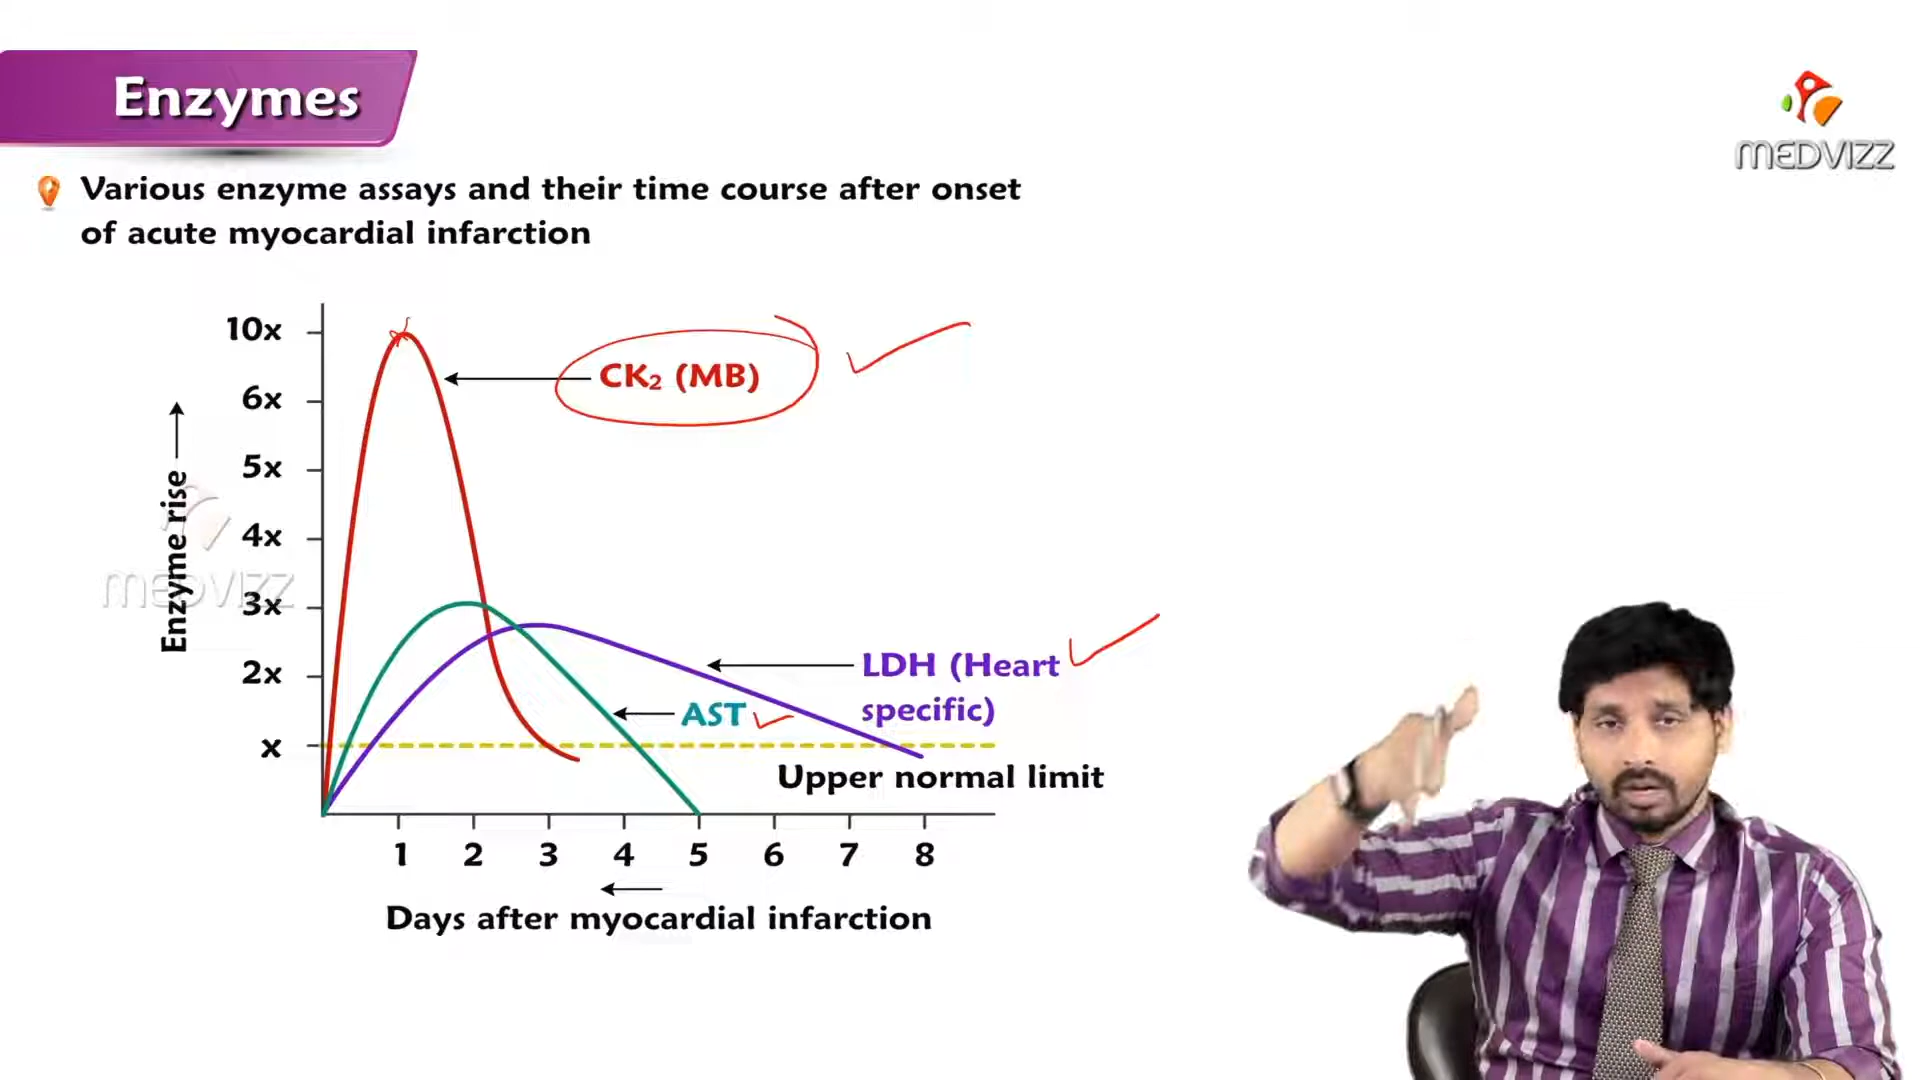 Enzymes
MEDVIZZ
Various enzyme assays and their time course after onset
of acute myocardial infarction
10x
6x
5x
4x
3x
2x
x
Enzyme rise
MEDVIZZ
CK₂ (MB)
LDH (Heart
specific)
AST
Upper normal limit
1 2 3 4 5 6 7 8
Days after myocardial infarction